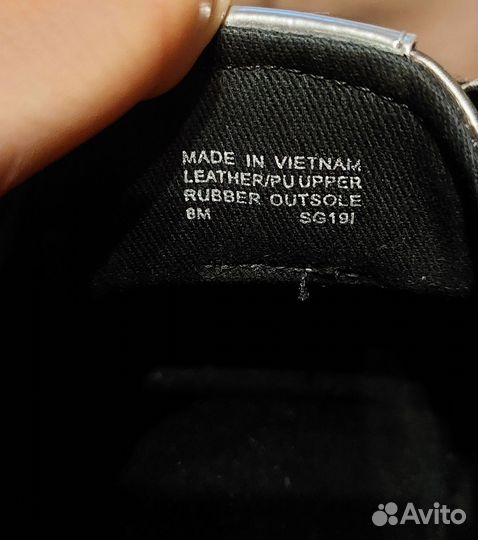 MADE IN VIETNAM
LEATHER/PU UPPER
RUBBER OUTSOLE
8M SG19I
Avito